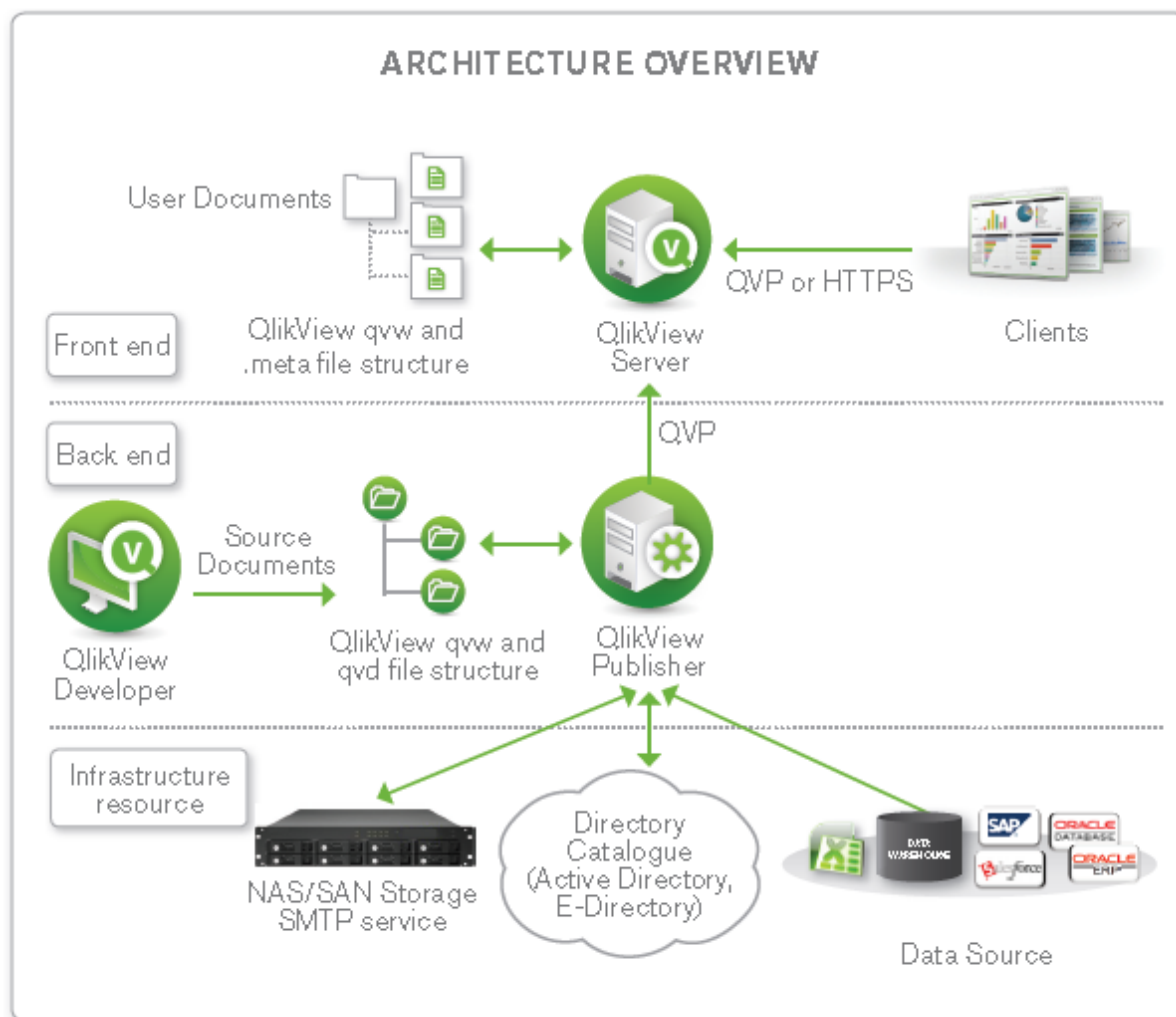 ARCHITECTURE OVERVIEW
User Documents
QlikView qvw and
.meta file structure
QlikView
Server
QVP or HTTPS
Clients
Front end
QVP
Back end
Source
Documents
QlikView
Developer
QlikView qvw and
qvd file structure
QlikView
Publisher
Infrastructure
resource
NAS/SAN Storage
SMTP service
Directory
Catalogue
(Active Directory,
E-Directory)
DATA
WAREHOUSE
SAP
ORACLE
DATABASE
salesforce
ORACLE
ERP
Data Source